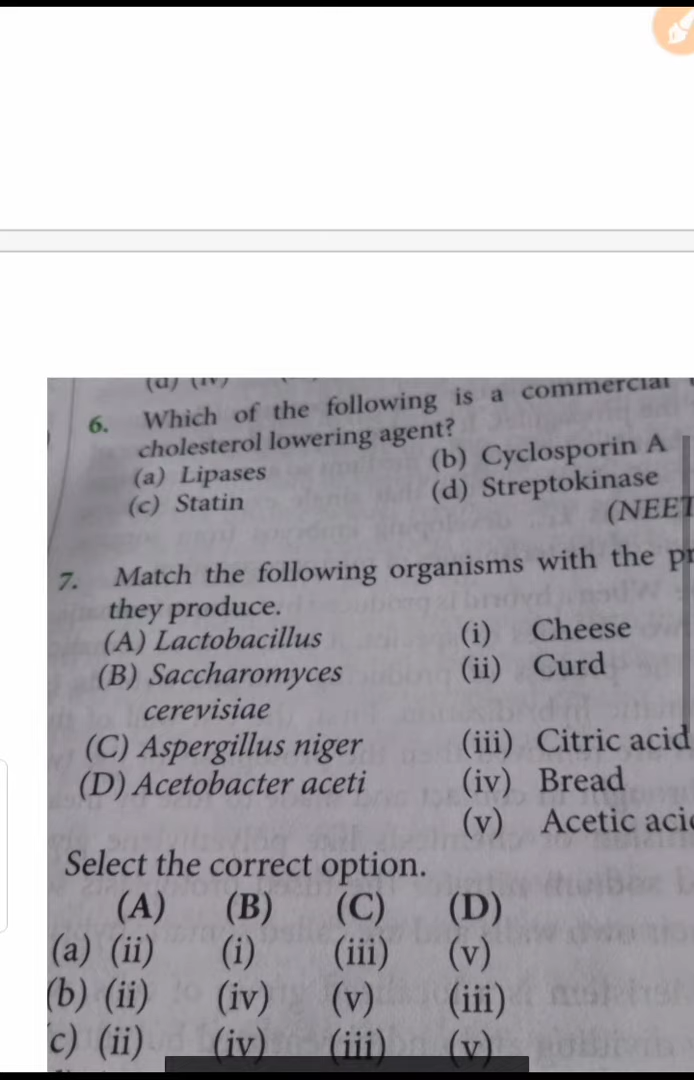 6. Which of the following is a commercial
cholesterol lowering agent?
(a) Lipases (b) Cyclosporin A
(c) Statin (d) Streptokinase
(NEET
7. Match the following organisms with the pr
they produce.
(A) Lactobacillus (i) Cheese
(B) Saccharomyces (ii) Curd
cerevisiae
(C) Aspergillus niger (iii) Citric acid
(D) Acetobacter aceti (iv) Bread
(v) Acetic aci
Select the correct option.
(A) (B) (C) (D)
(a) (ii) (i) (iii) (v)
(b) (ii) (iv) (v) (iii)
c) (ii) (iv) (iii) (v)